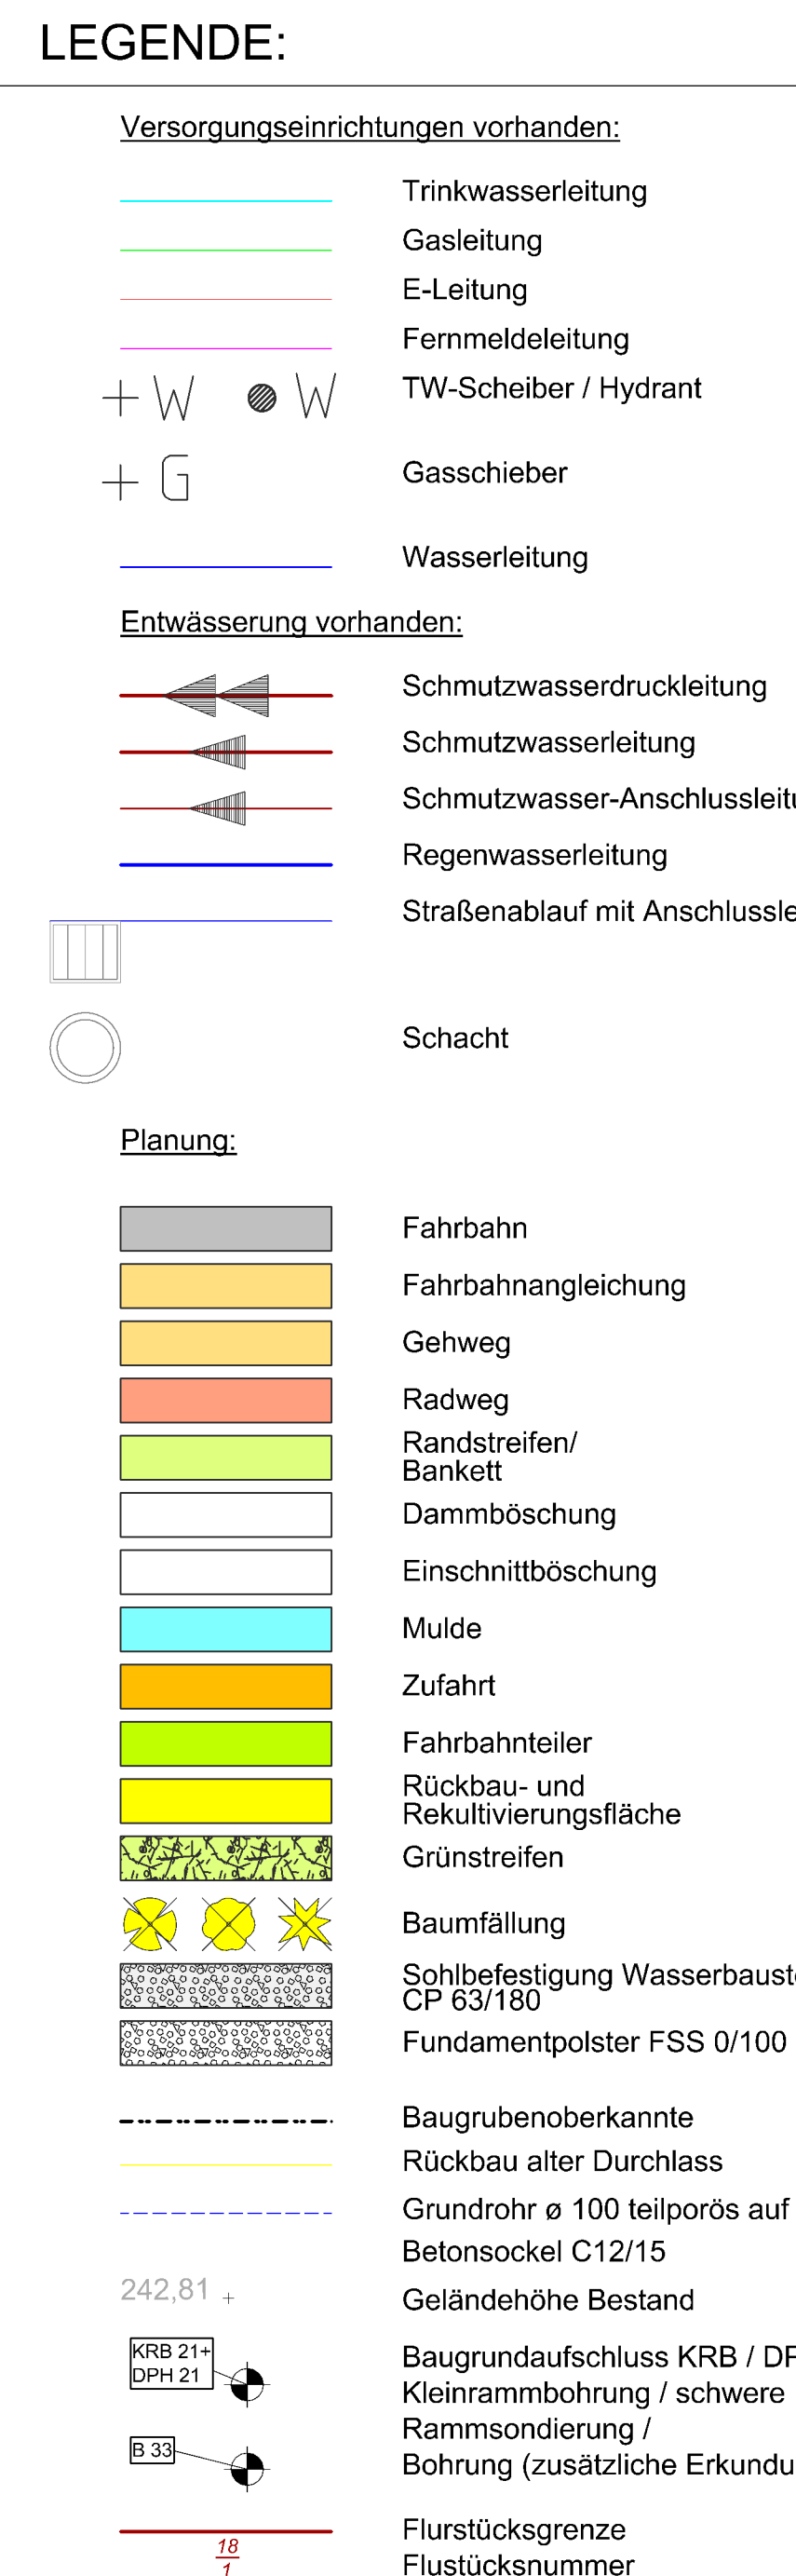 LEGENDE:
Versorgungseinrichtungen vorhanden:
Trinkwasserleitung
Gasleitung
E-Leitung
Fernmeldeleitung
+ W W TW-Scheiber / Hydrant
+ G Gasschieber
Wasserleitung
Entwässerung vorhanden:
Schmutzwasserdruckleitung
Schmutzwasserleitung
Schmutzwasser-Anschlussleitu
Regenwasserleitung
Straßenablauf mit Anschlussle
Schacht
Planung:
Fahrbahn
Fahrbahnangleichung
Gehweg
Radweg
Randstreifen/
Bankett
Dammböschung
Einschnittböschung
Mulde
Zufahrt
Fahrbahnteiler
Rückbau- und
Rekultivierungsfläche
Grünstreifen
Baumfällung
Sohlbefestigung Wasserbauste
CP 63/180
Fundamentpolster FSS 0/100
Baugrubenoberkannte
Rückbau alter Durchlass
Grundrohr ø 100 teilporös auf
Betonsockel C12/15
242,81 + Geländehöhe Bestand
KRB 21+
DPH 21
Baugrundaufschluss KRB / DP
Kleinrammbohrung / schwere
Rammsondierung /
B 33
Bohrung (zusätzliche Erkundu
Flurstücksgrenze
18
1
Flustücksnummer